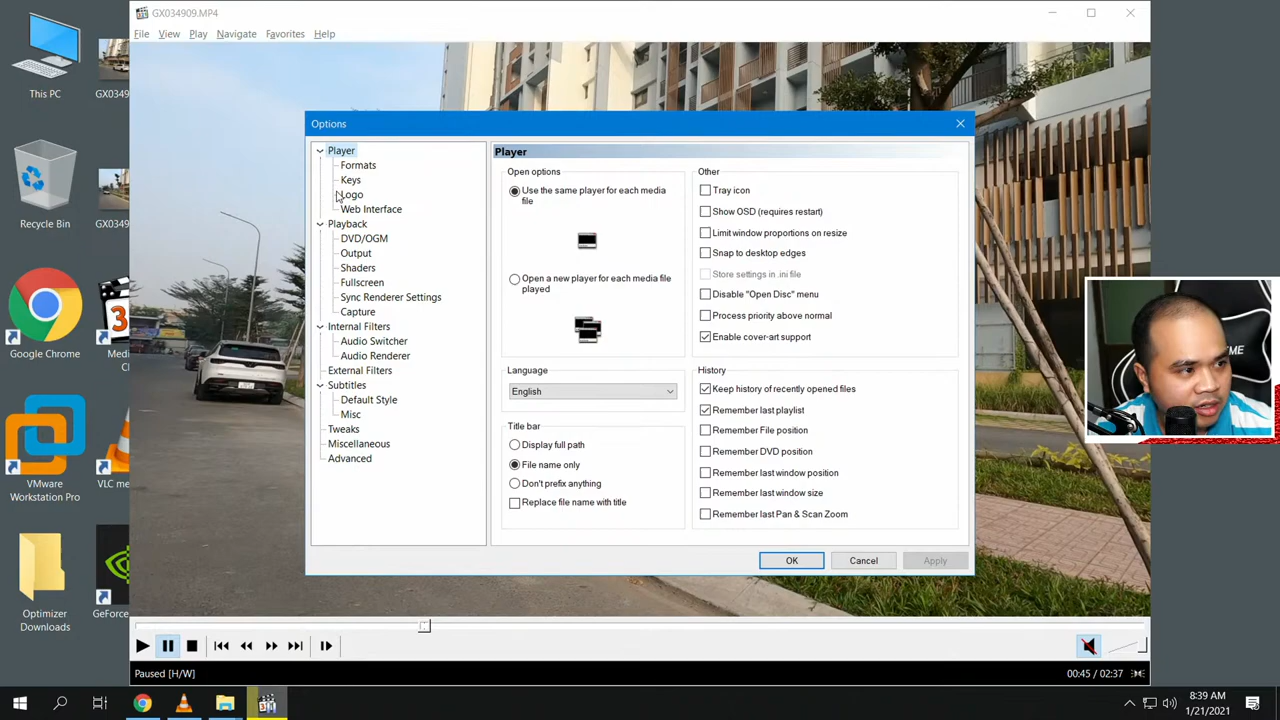 GX034909.MP4
File View Play Navigate Favorites Help
This PC
GX0349
Recycle Bin
GX0349
Google Chrome
Medi
VMware
Workstation Pro
VLC me
Optimizer
Downloads
GeForce
Options
Player
Formats
Keys
Logo
Web Interface
Playback
DVD/OGM
Output
Shaders
Fullscreen
Sync Renderer Settings
Capture
Internal Filters
Audio Switcher
Audio Renderer
External Filters
Subtitles
Default Style
Misc
Tweaks
Miscellaneous
Advanced
Player
Open options
Use the same player for each media
file
Open a new player for each media file
played
Language
English
Title bar
Display full path
File name only
Don't prefix anything
Replace file name with title
Other
Tray icon
Show OSD (requires restart)
Limit window proportions on resize
Snap to desktop edges
Store settings in .ini file
Disable "Open Disc" menu
Process priority above normal
Enable cover-art support
History
Keep history of recently opened files
Remember last playlist
Remember File position
Remember DVD position
Remember last window position
Remember last window size
Remember last Pan & Scan Zoom
OK Cancel Apply
Paused [H/W]
00:45 / 02:37
8:39 AM
1/21/2021